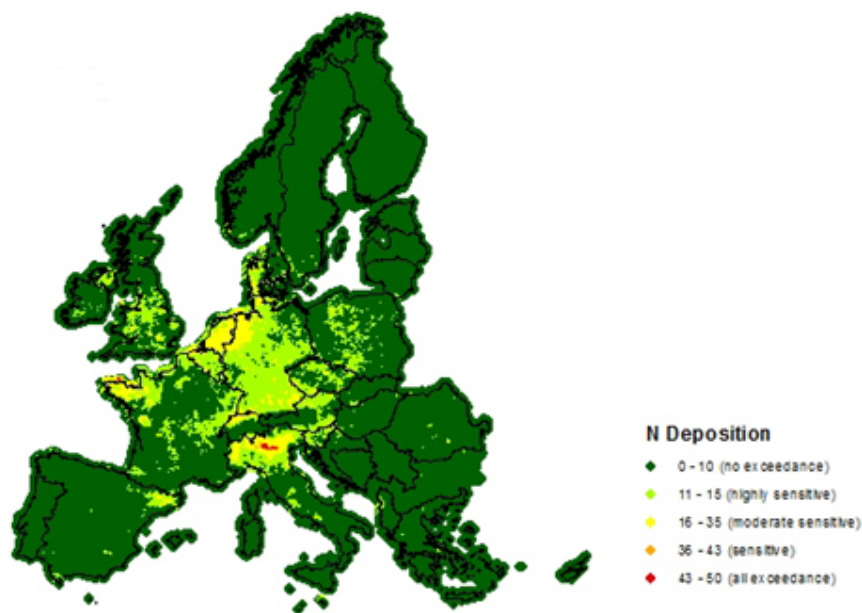 N Deposition
0 - 10 (no exceedance)
11 - 15 (highly sensitive)
16 - 35 (moderate sensitive)
36 - 43 (sensitive)
43 - 50 (all exceedance)